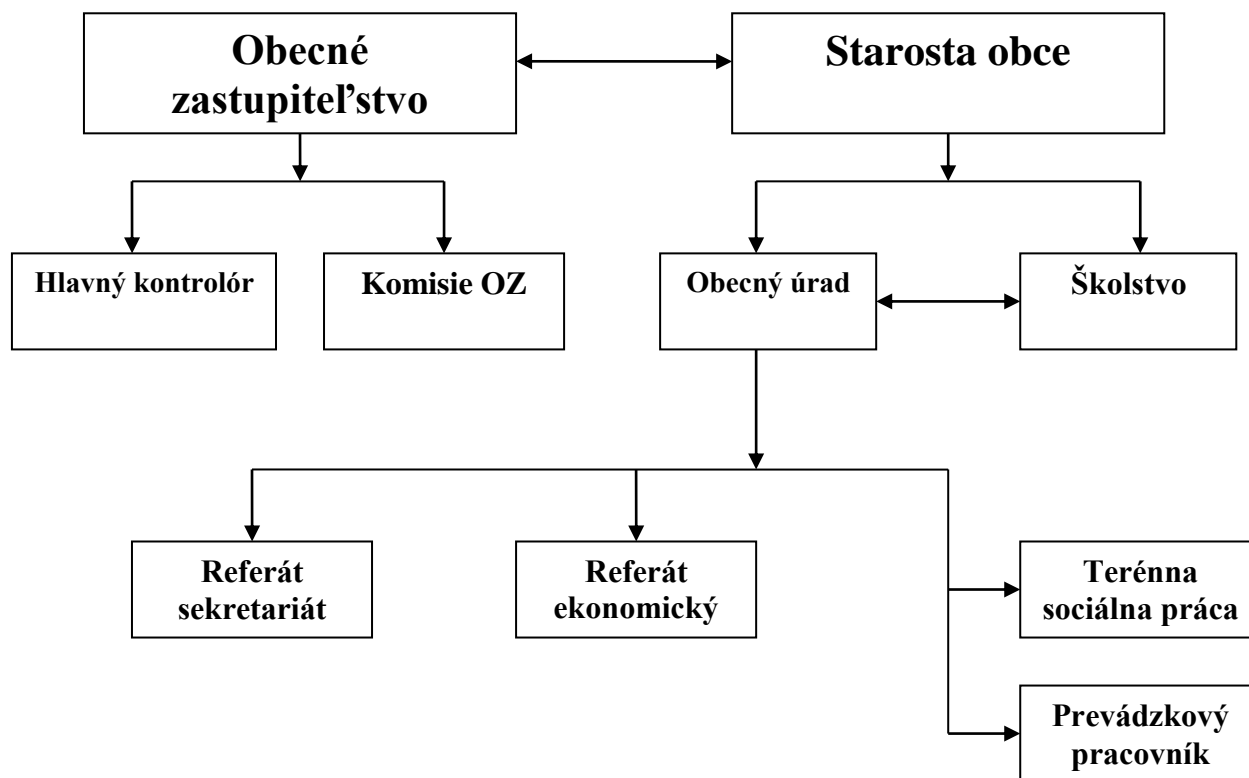 Obecné
zastupiteľstvo
Starosta obce
Hlavný kontrolór
Komisie OZ
Obecný úrad
Školstvo
Referát
sekretariát
Referát
ekonomický
Terénna
sociálna práca
Prevádzkový
pracovník